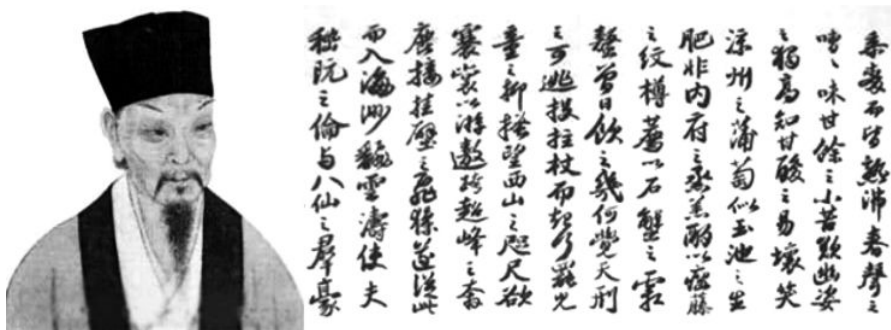 黍麥而皆熟沸舂聲之
嘈〻味甘餘之小苦歎幽姿
之獨高知甘酸之易壞笑
涼州之蒲萄似玉池之生
肥非内府之烝羔酌以癭藤
之紋樽薦以石蟹之霜
螯曾日飲之幾何覺天刑
之可逃投拄杖而起行罷兒
童之抑搔望西山之咫尺欲
褰裳以游遨跨超峰之奔
鹿接挂壁之飛猱遂從此
而入海渺飜雲濤使夫
嵇阮之倫与八仙之羣豪